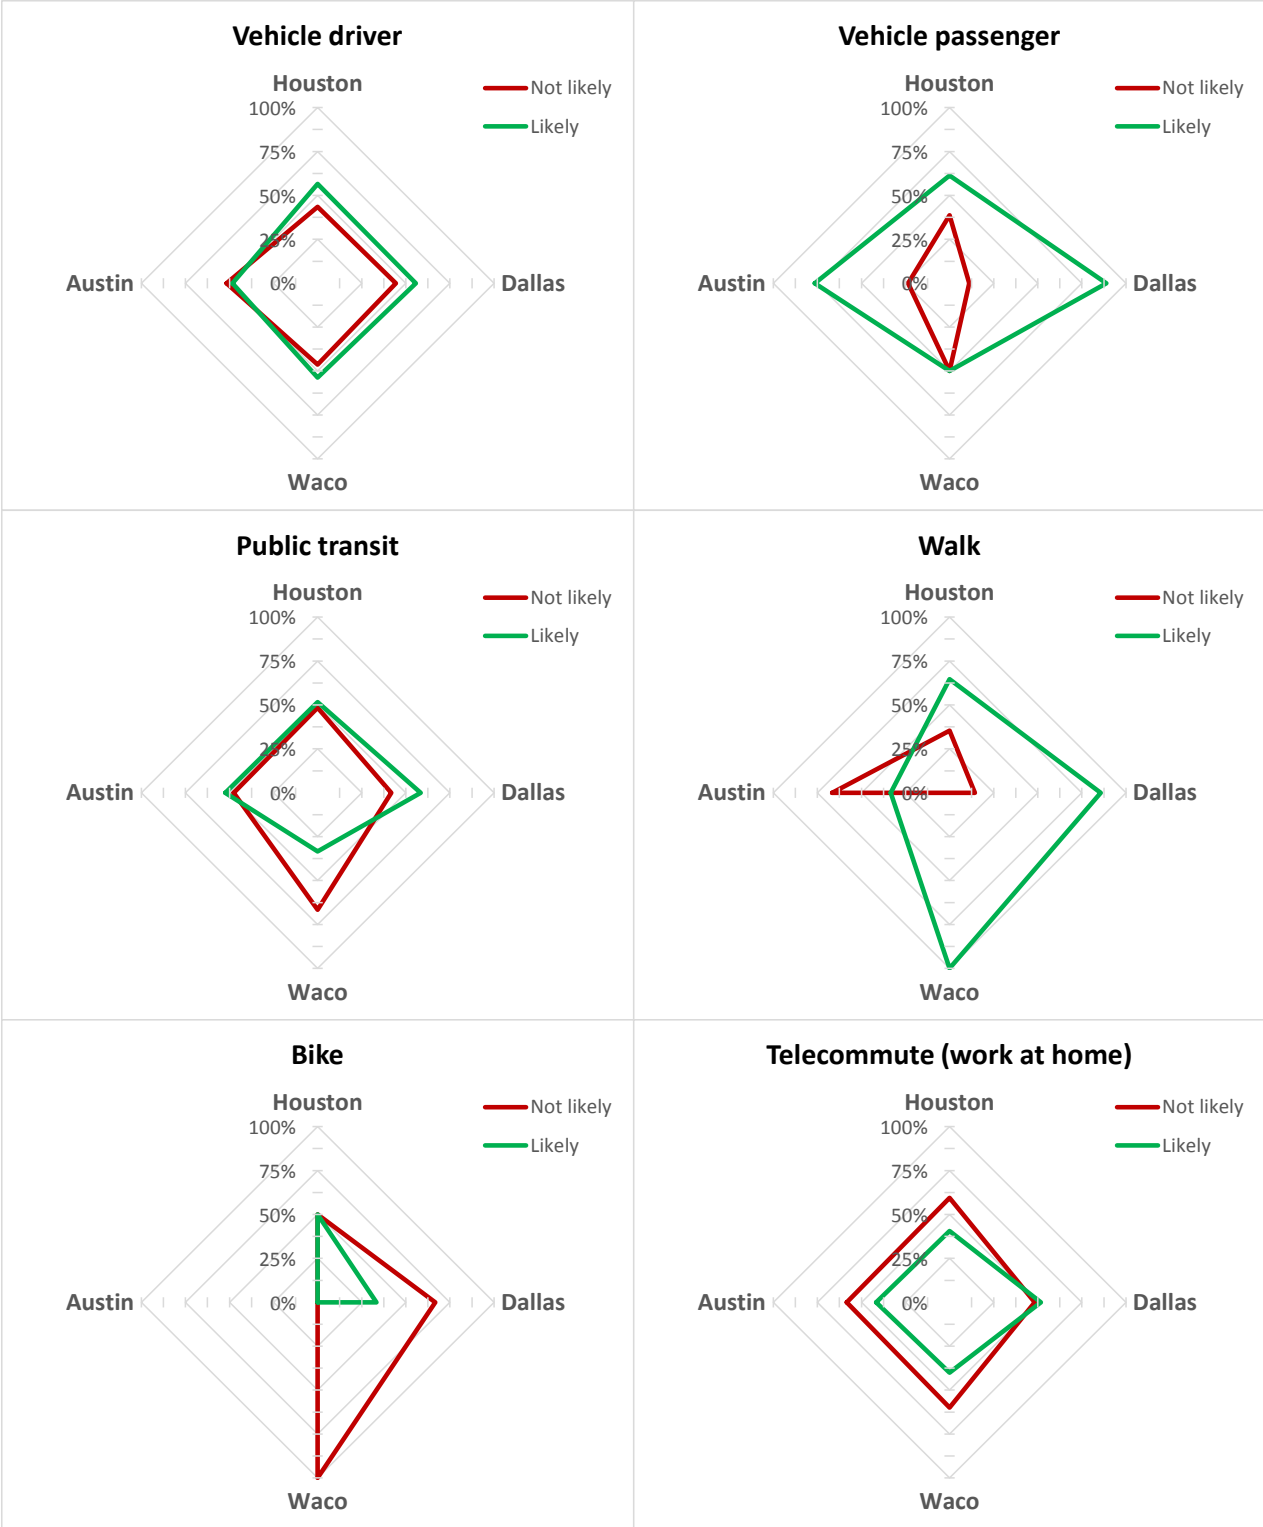 Vehicle driver
Houston
Not likely
Likely
100%
75%
50%
25%
0%
Austin
Dallas
Waco
Vehicle passenger
Houston
Not likely
Likely
100%
75%
50%
25%
0%
Austin
Dallas
Waco
Public transit
Houston
Not likely
Likely
100%
75%
50%
25%
0%
Austin
Dallas
Waco
Walk
Houston
Not likely
Likely
100%
75%
50%
25%
0%
Austin
Dallas
Waco
Bike
Houston
Not likely
Likely
100%
75%
50%
25%
0%
Austin
Dallas
Waco
Telecommute (work at home)
Houston
Not likely
Likely
100%
75%
50%
25%
0%
Austin
Dallas
Waco